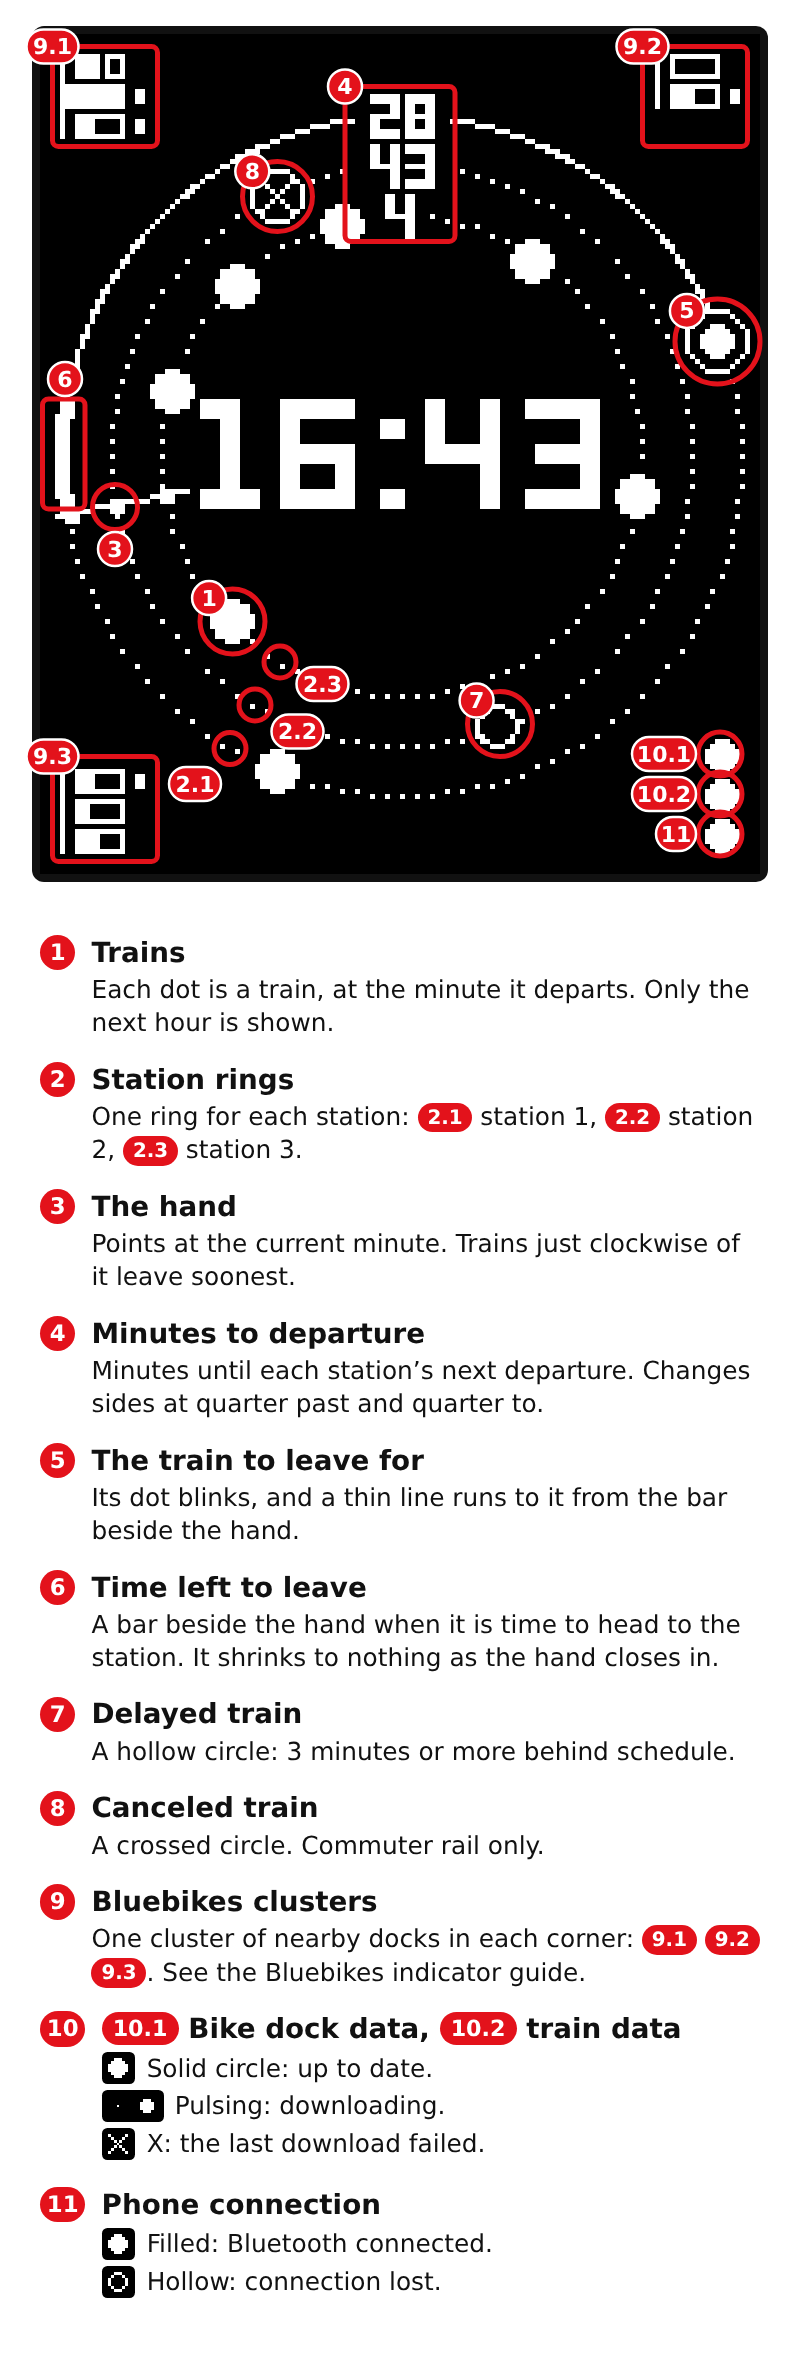 9.1
9.2
4
28
43
4
8
5
6
16:43
3
1
2.3
7
2.2
9.3
2.1
10.1
10.2
11
1 Trains
Each dot is a train, at the minute it departs. Only the
next hour is shown.
2 Station rings
One ring for each station: 2.1 station 1, 2.2 station
2, 2.3 station 3.
3 The hand
Points at the current minute. Trains just clockwise of
it leave soonest.
4 Minutes to departure
Minutes until each station’s next departure. Changes
sides at quarter past and quarter to.
5 The train to leave for
Its dot blinks, and a thin line runs to it from the bar
beside the hand.
6 Time left to leave
A bar beside the hand when it is time to head to the
station. It shrinks to nothing as the hand closes in.
7 Delayed train
A hollow circle: 3 minutes or more behind schedule.
8 Canceled train
A crossed circle. Commuter rail only.
9 Bluebikes clusters
One cluster of nearby docks in each corner: 9.1 9.2
9.3. See the Bluebikes indicator guide.
10 10.1 Bike dock data, 10.2 train data
Solid circle: up to date.
Pulsing: downloading.
X: the last download failed.
11 Phone connection
Filled: Bluetooth connected.
Hollow: connection lost.